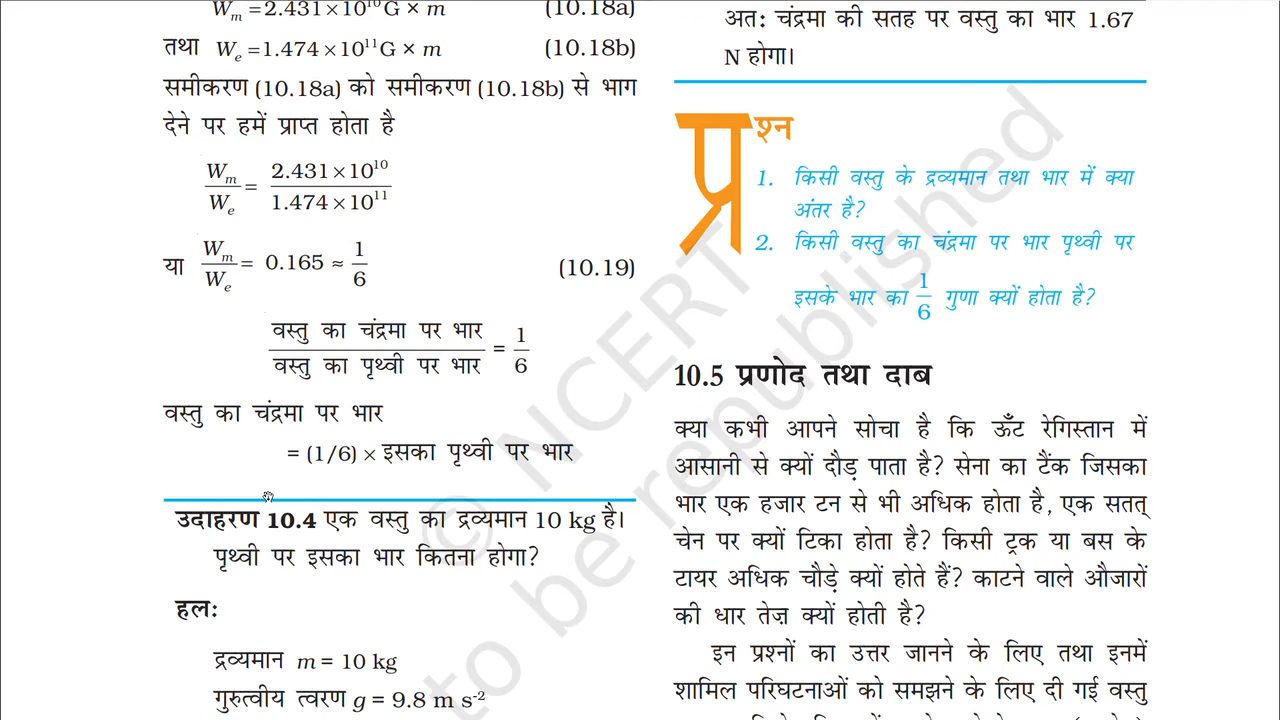 W_m = 2.431 × 10^10 G × m (10.18a)
तथा W_e = 1.474 × 10^11 G × m (10.18b)
समीकरण (10.18a) को समीकरण (10.18b) से भाग
देने पर हमें प्राप्त होता है
W_m / W_e = 2.431 × 10^10 / 1.474 × 10^11
या W_m / W_e = 0.165 ≈ 1/6 (10.19)
वस्तु का चंद्रमा पर भार / वस्तु का पृथ्वी पर भार = 1/6
वस्तु का चंद्रमा पर भार
= (1/6) × इसका पृथ्वी पर भार
उदाहरण 10.4 एक वस्तु का द्रव्यमान 10 kg है।
पृथ्वी पर इसका भार कितना होगा?
हलः
द्रव्यमान m = 10 kg
गुरुत्वीय त्वरण g = 9.8 m s^-2
अतः चंद्रमा की सतह पर वस्तु का भार 1.67
N होगा।
प्रश्न
1. किसी वस्तु के द्रव्यमान तथा भार में क्या
अंतर है?
2. किसी वस्तु का चंद्रमा पर भार पृथ्वी पर
इसके भार का 1/6 गुणा क्यों होता है?
10.5 प्रणोद तथा दाब
क्या कभी आपने सोचा है कि ऊँट रेगिस्तान में
आसानी से क्यों दौड़ पाता है? सेना का टैंक जिसका
भार एक हजार टन से भी अधिक होता है, एक सतत्
चेन पर क्यों टिका होता है? किसी ट्रक या बस के
टायर अधिक चौड़े क्यों होते हैं? काटने वाले औजारों
की धार तेज़ क्यों होती है?
इन प्रश्नों का उत्तर जानने के लिए तथा इनमें
शामिल परिघटनाओं को समझने के लिए दी गई वस्तु
© NCERT
to be republished